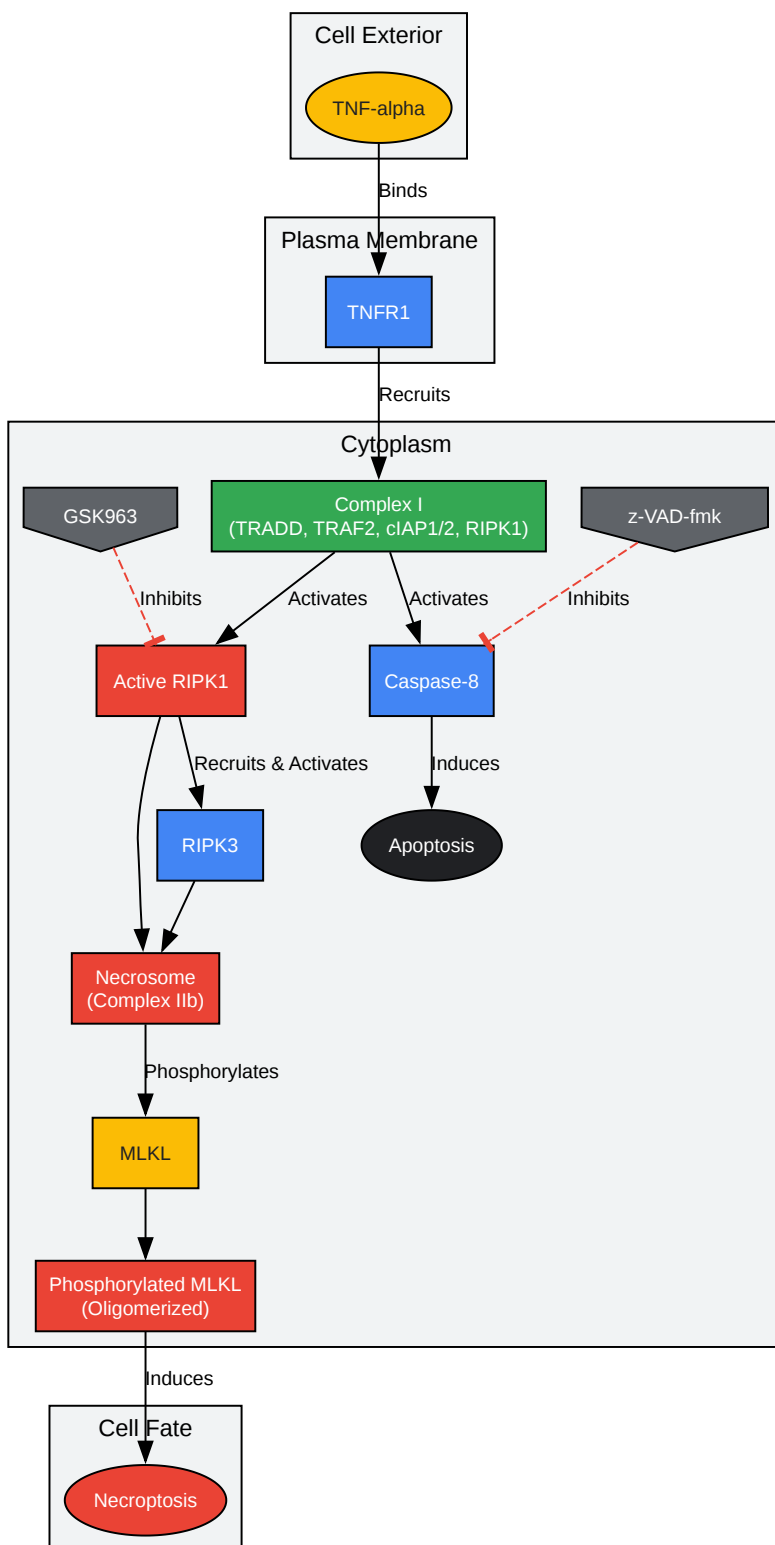 Cell Exterior
TNF-alpha
Binds
Plasma Membrane
TNFR1
Recruits
Cytoplasm
GSK963
Complex I
(TRADD, TRAF2, cIAP1/2, RIPK1)
z-VAD-fmk
Inhibits
Activates
Activates
Inhibits
Active RIPK1
Caspase-8
Recruits & Activates
Induces
RIPK3
Apoptosis
Necrosome
(Complex IIb)
Phosphorylates
MLKL
Phosphorylated MLKL
(Oligomerized)
Induces
Cell Fate
Necroptosis